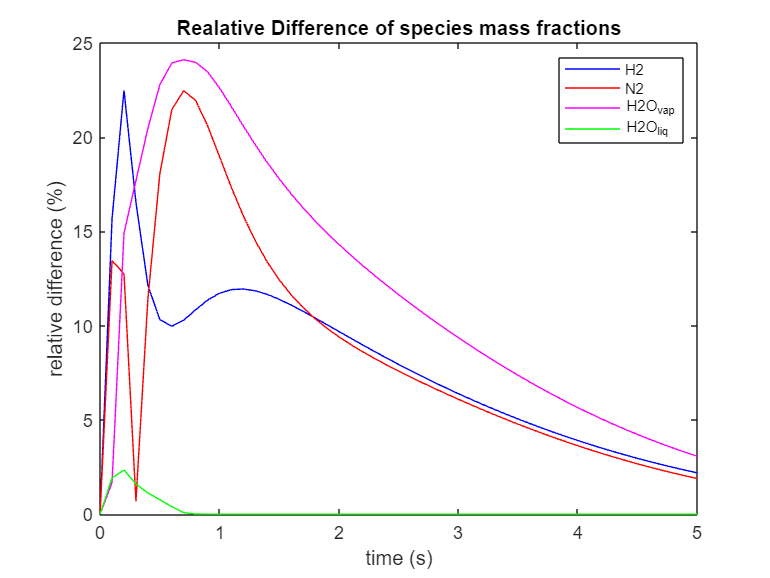 Realative Difference of species mass fractions
25
20
15
10
5
0
relative difference (%)
H2
N2
H2Ovap
H2Oliq
0 1 2 3 4 5
time (s)